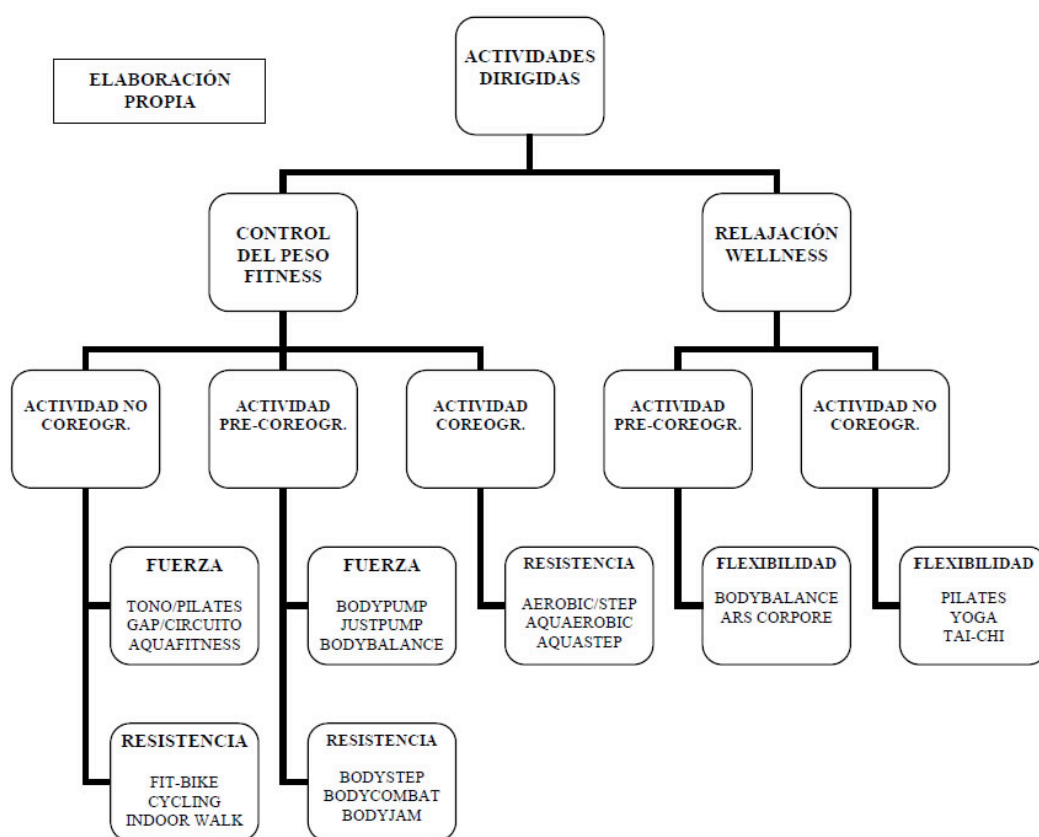 ACTIVIDADES
DIRIGIDAS
ELABORACIÓN
PROPIA
CONTROL
DEL PESO
FITNESS
RELAJACIÓN
WELLNESS
ACTIVIDAD NO
COREOGR.
ACTIVIDAD
PRE-COREOGR.
ACTIVIDAD
COREOGR.
ACTIVIDAD
PRE-COREOGR.
ACTIVIDAD NO
COREOGR.
FUERZA
TONO/PILATES
GAP/CIRCUITO
AQUAFITNESS
FUERZA
BODYPUMP
JUSTPUMP
BODYBALANCE
RESISTENCIA
AEROBIC/STEP
AQUAEROBIC
AQUASTEP
FLEXIBILIDAD
BODYBALANCE
ARS CORPORE
FLEXIBILIDAD
PILATES
YOGA
TAI-CHI
RESISTENCIA
FIT-BIKE
CYCLING
INDOOR WALK
RESISTENCIA
BODYSTEP
BODYCOMBAT
BODYJAM